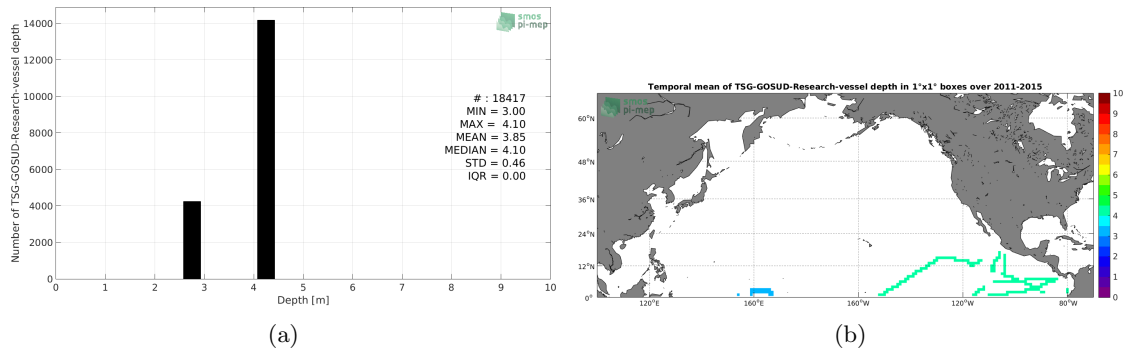 smos
pi-mep
Number of TSG-GOSUD-Research-vessel depth
14000
12000
10000
8000
6000
4000
2000
0
# : 18417
MIN = 3.00
MAX = 4.10
MEAN = 3.85
MEDIAN = 4.10
STD = 0.46
IQR = 0.00
0 1 2 3 4 5 6 7 8 9 10
Depth [m]
(a)
Temporal mean of TSG-GOSUD-Research-vessel depth in 1°x1° boxes over 2011-2015
smos
pi-mep
60°N
48°N
36°N
24°N
12°N
0°
120°E 160°E 160°W 120°W 80°W
10
9
8
7
6
5
4
3
2
1
0
(b)